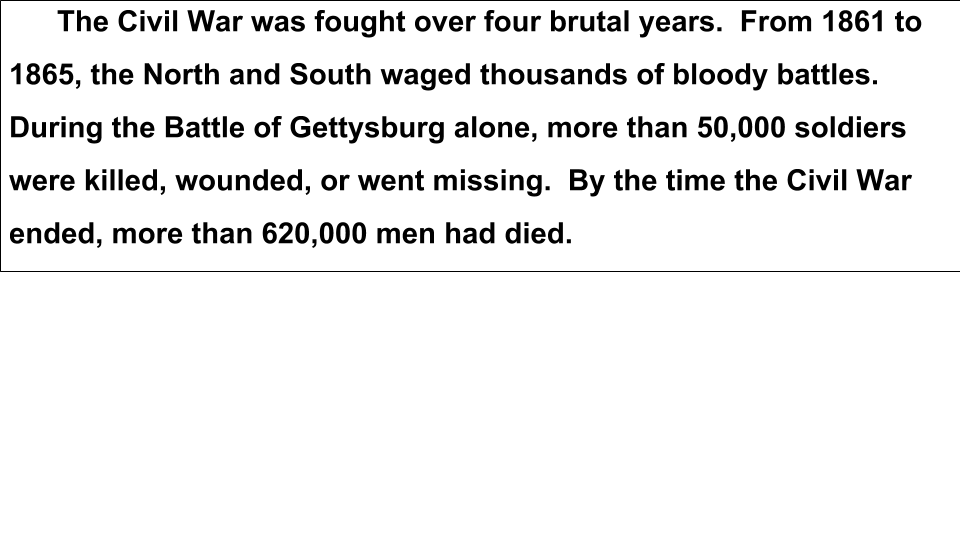 The Civil War was fought over four brutal years.  From 1861 to
1865, the North and South waged thousands of bloody battles.
During the Battle of Gettysburg alone, more than 50,000 soldiers
were killed, wounded, or went missing.  By the time the Civil War
ended, more than 620,000 men had died.